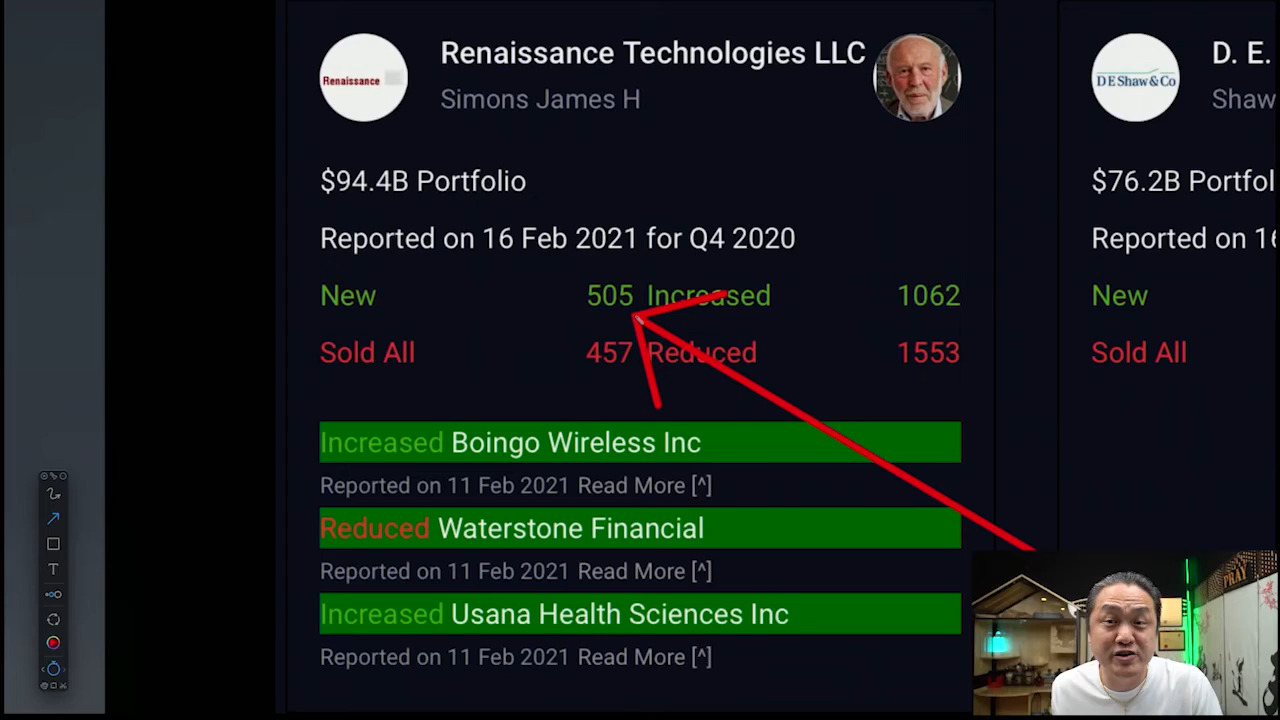 Renaissance Technologies LLC
Simons James H
Renaissance
$94.4B Portfolio
Reported on 16 Feb 2021 for Q4 2020
New 505 Increased 1062
Sold All 457 Reduced 1553
Increased Boingo Wireless Inc
Reported on 11 Feb 2021 Read More [^]
Reduced Waterstone Financial
Reported on 11 Feb 2021 Read More [^]
Increased Usana Health Sciences Inc
Reported on 11 Feb 2021 Read More [^]
D E Shaw & Co
D. E.
Shaw
$76.2B Portfol
Reported on 16
New
Sold All
T
PRAY